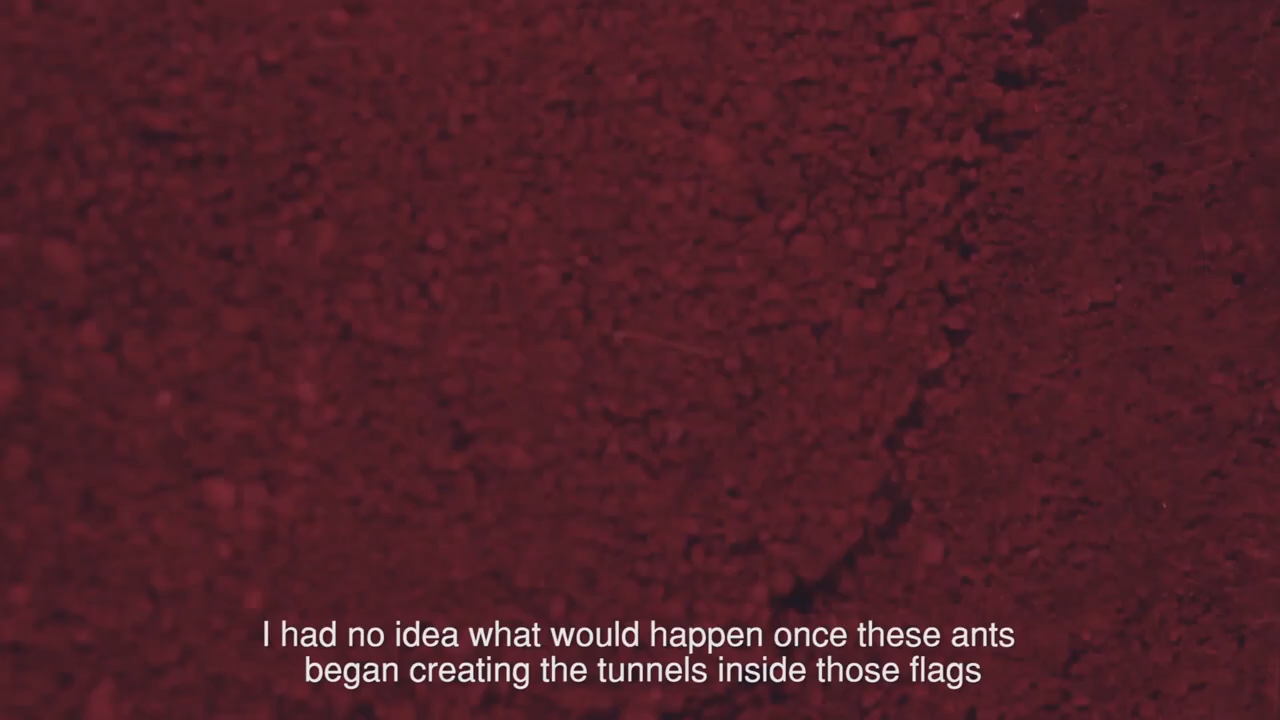 I had no idea what would happen once these ants
began creating the tunnels inside those flags